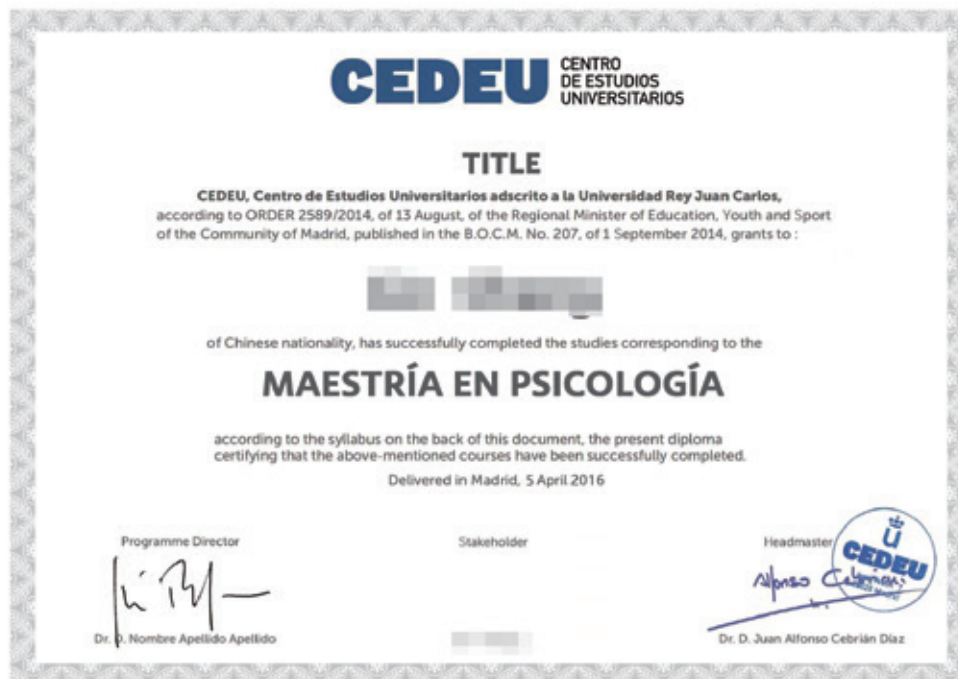 CEDEU
CENTRO
DE ESTUDIOS
UNIVERSITARIOS
TITLE
CEDEU, Centro de Estudios Universitarios adscrito a la Universidad Rey Juan Carlos,
according to ORDER 2589/2014, of 13 August, of the Regional Minister of Education, Youth and Sport
of the Community of Madrid, published in the B.O.C.M. No. 207, of 1 September 2014, grants to :
of Chinese nationality, has successfully completed the studies corresponding to the
MAESTRÍA EN PSICOLOGÍA
according to the syllabus on the back of this document, the present diploma
certifying that the above-mentioned courses have been successfully completed.
Delivered in Madrid, 5 April 2016
Programme Director
Stakeholder
Headmaster
CEDEU
Alfonso
Dr. D. Nombre Apellido Apellido
Dr. D. Juan Alfonso Cebrián Díaz